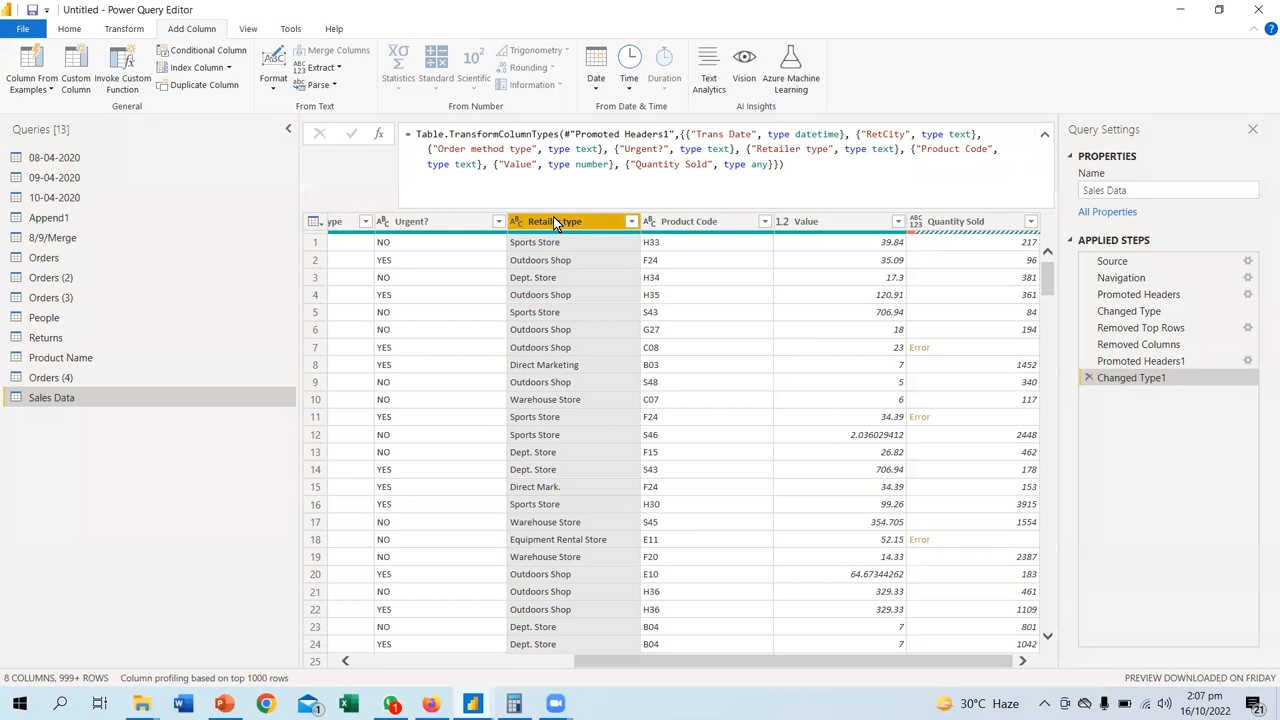 Untitled - Power Query Editor
File Home Transform Add Column View Tools Help
Column From Examples Custom Column Invoke Custom Function Conditional Column Index Column Duplicate Column
General
Format Merge Columns Extract Parse
From Text
Statistics Standard Scientific Trigonometry Rounding Information
From Number
Date Time Duration
From Date & Time
Text Analytics Vision Azure Machine Learning
AI Insights
Queries [13]
08-04-2020
09-04-2020
10-04-2020
Append1
8/9/Merge
Orders
Orders (2)
Orders (3)
People
Returns
Product Name
Orders (4)
Sales Data
= Table.TransformColumnTypes(#"Promoted Headers1",{{"Trans Date", type datetime}, {"RetCity", type text},
{"Order method type", type text}, {"Urgent?", type text}, {"Retailer type", type text}, {"Product Code",
type text}, {"Value", type number}, {"Quantity Sold", type any}})
ype Urgent? Retailer type Product Code 1.2 Value ABC 123 Quantity Sold
1 NO Sports Store H33 39.84 217
2 YES Outdoors Shop F24 35.09 96
3 NO Dept. Store H34 17.3 381
4 YES Outdoors Shop H35 120.91 361
5 NO Sports Store S43 706.94 84
6 NO Outdoors Shop G27 18 194
7 YES Outdoors Shop C08 23 Error
8 YES Direct Marketing B03 7 1452
9 NO Outdoors Shop S48 5 340
10 NO Warehouse Store C07 6 117
11 YES Sports Store F24 34.39 Error
12 NO Sports Store S46 2.036029412 2448
13 NO Dept. Store F15 26.82 462
14 YES Dept. Store S43 706.94 178
15 YES Direct Mark. F24 34.39 153
16 YES Sports Store H30 99.26 3915
17 NO Warehouse Store S45 354.705 1554
18 NO Equipment Rental Store E11 52.15 Error
19 NO Warehouse Store F20 14.33 2387
20 YES Outdoors Shop E10 64.67344262 183
21 NO Outdoors Shop H36 329.33 461
22 YES Outdoors Shop H36 329.33 1109
23 NO Dept. Store B04 7 801
24 YES Dept. Store B04 7 1042
25
Query Settings
PROPERTIES
Name
Sales Data
All Properties
APPLIED STEPS
Source
Navigation
Promoted Headers
Changed Type
Removed Top Rows
Removed Columns
Promoted Headers1
Changed Type1
8 COLUMNS, 999+ ROWS Column profiling based on top 1000 rows PREVIEW DOWNLOADED ON FRIDAY
30°C Haze 2:07 pm
16/10/2022
21